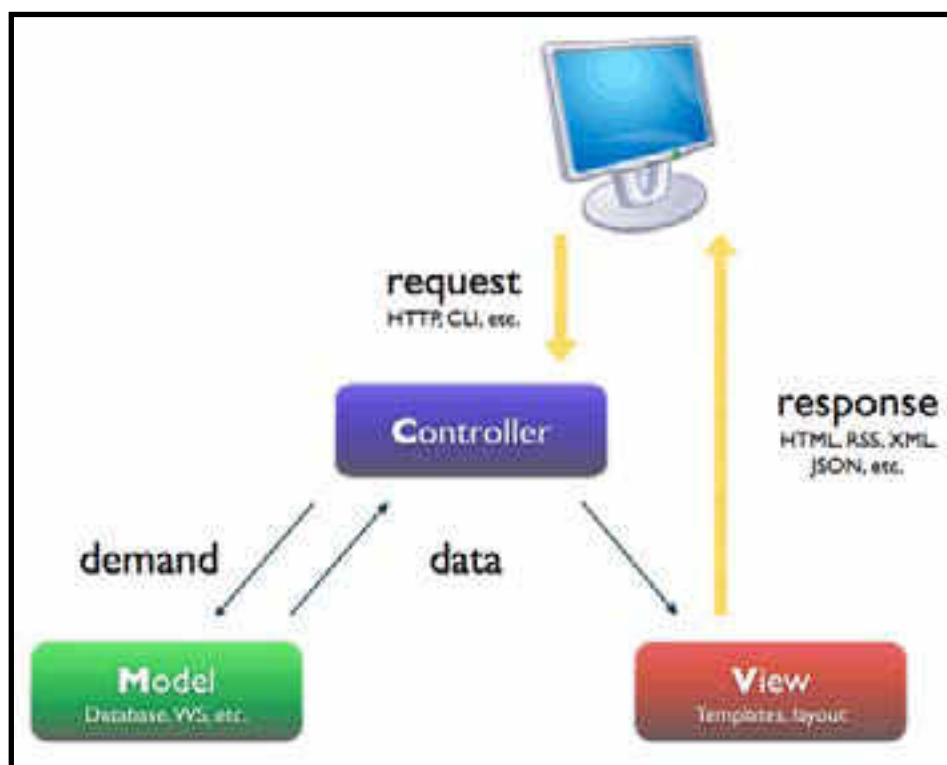 request
HTTP, CLI, etc.
Controller
response
HTML, RSS, XML,
JSON, etc.
demand
data
Model
Database, WS, etc.
View
Templates, layout